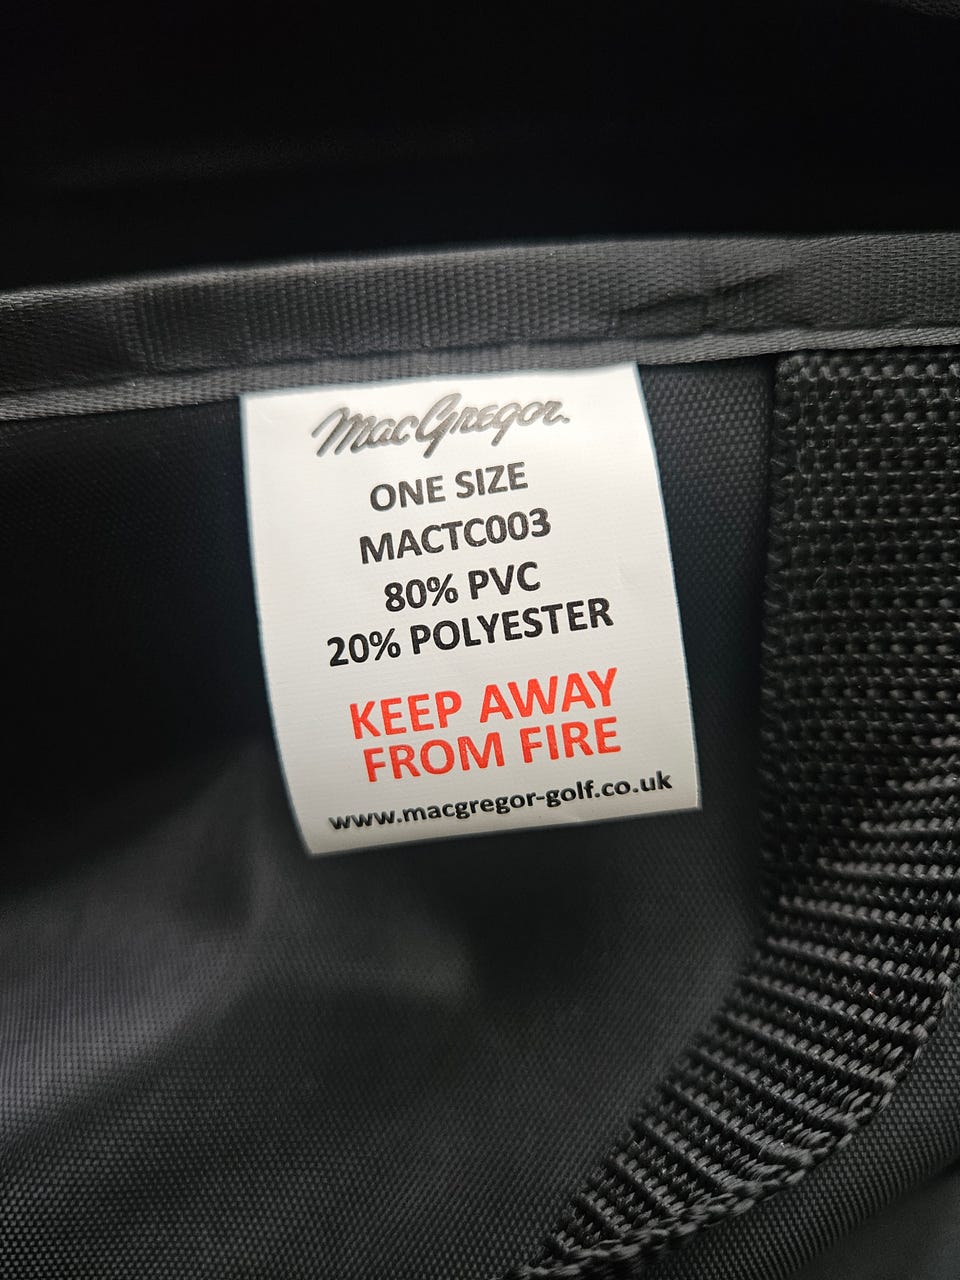 MacGregor.
ONE SIZE
MACTC003
80% PVC
20% POLYESTER
KEEP AWAY
FROM FIRE
www.macgregor-golf.co.uk